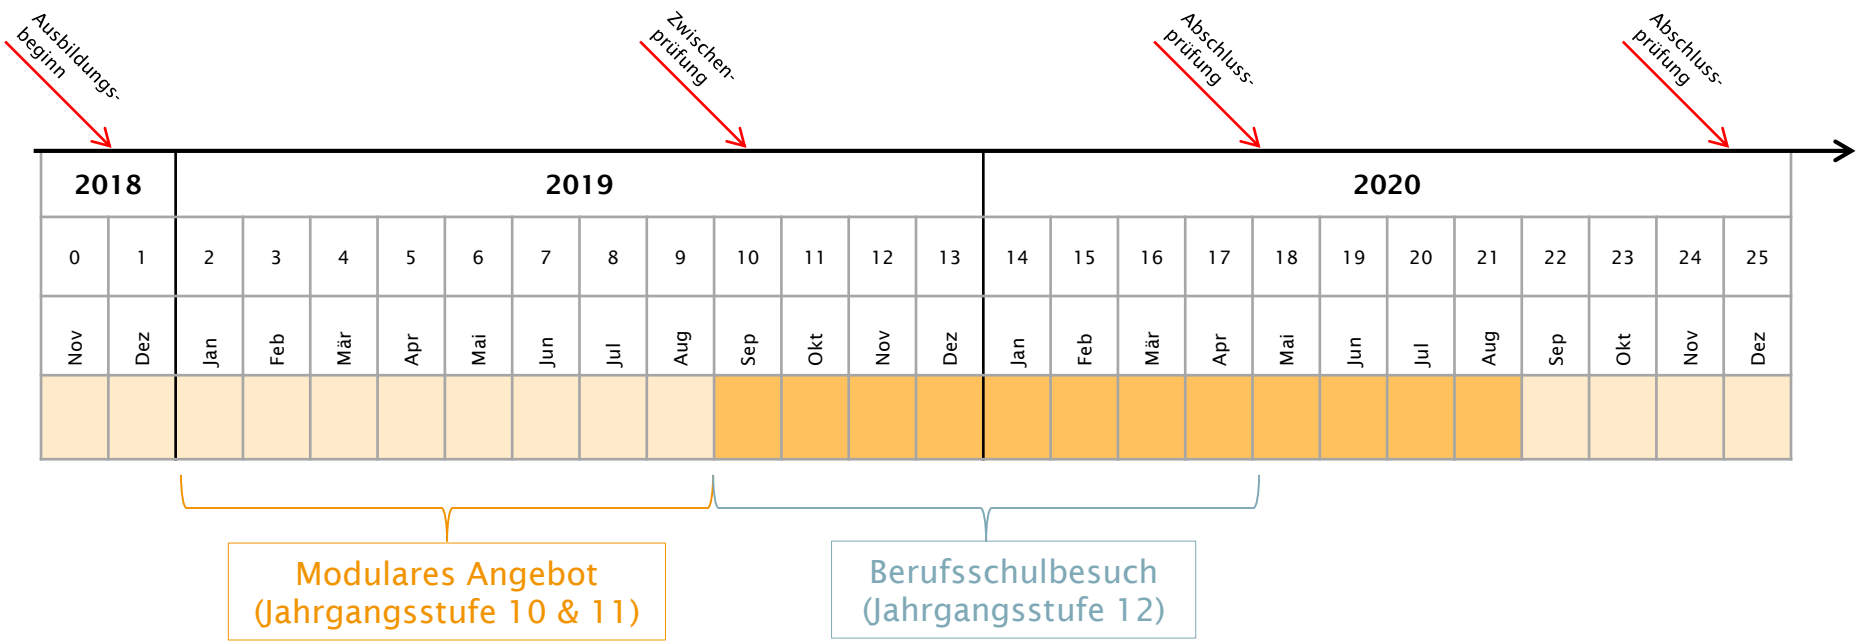 Ausbildungs-
beginn
Zwischen-
prüfung
Abschluss-
prüfung
Abschluss-
prüfung
2018 2019 2020
0 1 2 3 4 5 6 7 8 9 10 11 12 13 14 15 16 17 18 19 20 21 22 23 24 25
Nov Dez Jan Feb Mär Apr Mai Jun Jul Aug Sep Okt Nov Dez Jan Feb Mär Apr Mai Jun Jul Aug Sep Okt Nov Dez
Modulares Angebot
(Jahrgangsstufe 10 & 11)
Berufsschulbesuch
(Jahrgangsstufe 12)